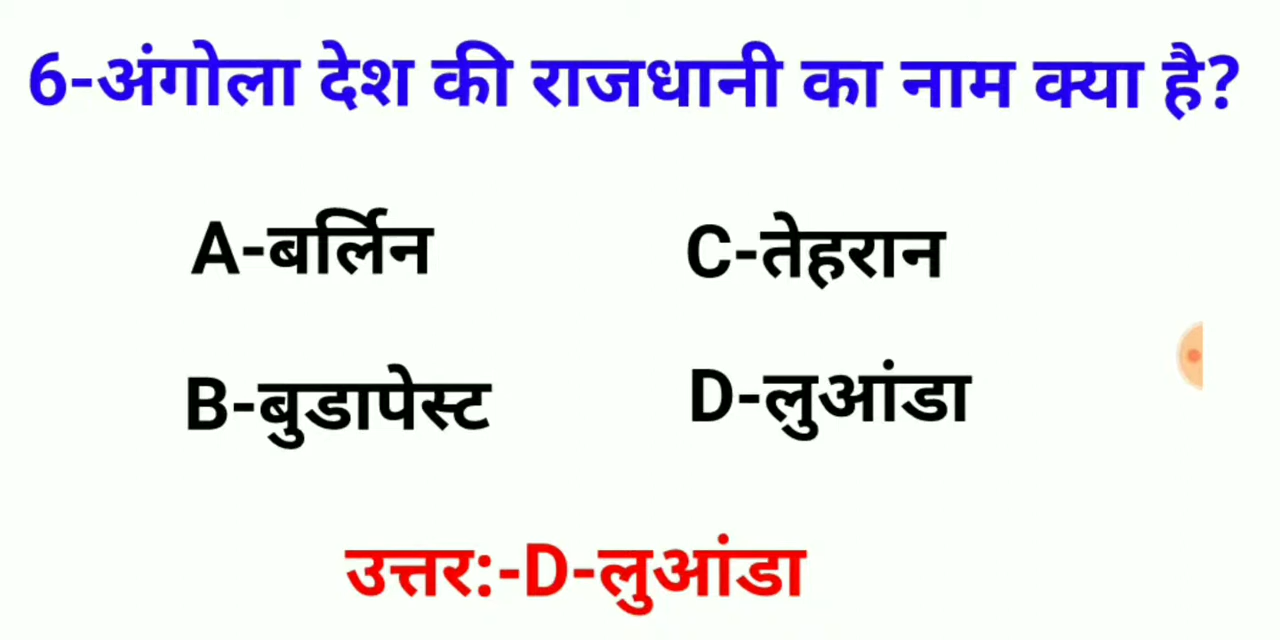 6-अंगोला देश की राजधानी का नाम क्या है?
A-बर्लिन
C-तेहरान
B-बुडापेस्ट
D-लुआंडा
उत्तर:-D-लुआंडा